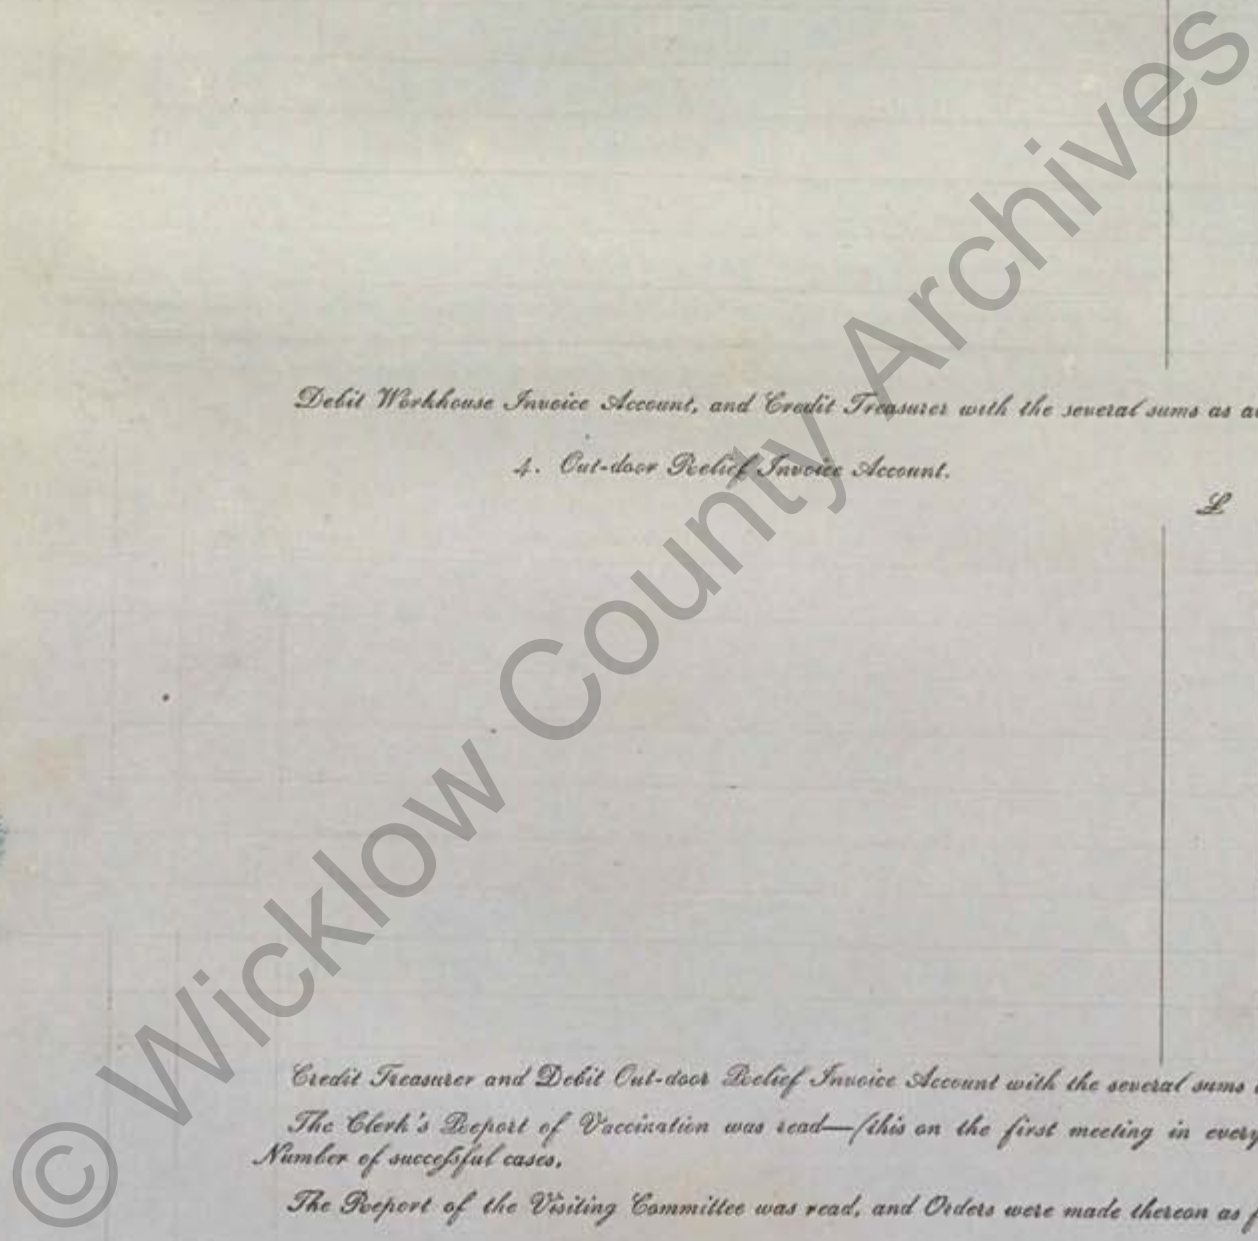 Debit Workhouse Invoice Account, and Credit Treasurer with the several sums as
4. Out-door Relief Invoice Account.
£
Credit Treasurer and Debit Out-door Relief Invoice Account with the several sums
The Clerk's Report of Vaccination was read—(this on the first meeting in every
Number of successful cases,
The Report of the Visiting Committee was read, and Orders were made thereon as
© Wicklow County Archives